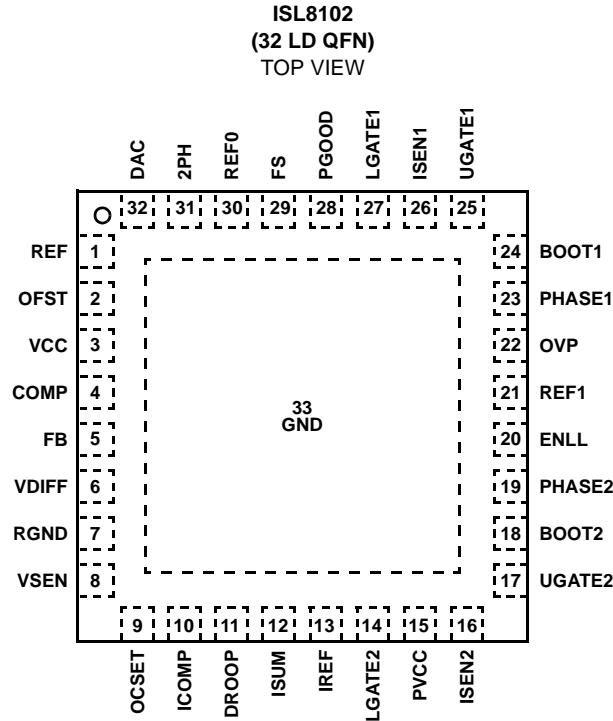 ISL8102
(32 LD QFN)
TOP VIEW
DAC
2PH
REF0
FS
PGOOD
LGATE1
ISEN1
UGATE1
32 31 30 29 28 27 26 25
REF 1
OFST 2
VCC 3
COMP 4
FB 5
VDIFF 6
RGND 7
VSEN 8
33
GND
24 BOOT1
23 PHASE1
22 OVP
21 REF1
20 ENLL
19 PHASE2
18 BOOT2
17 UGATE2
9 10 11 12 13 14 15 16
OCSET
ICOMP
DROOP
ISUM
IREF
LGATE2
PVCC
ISEN2